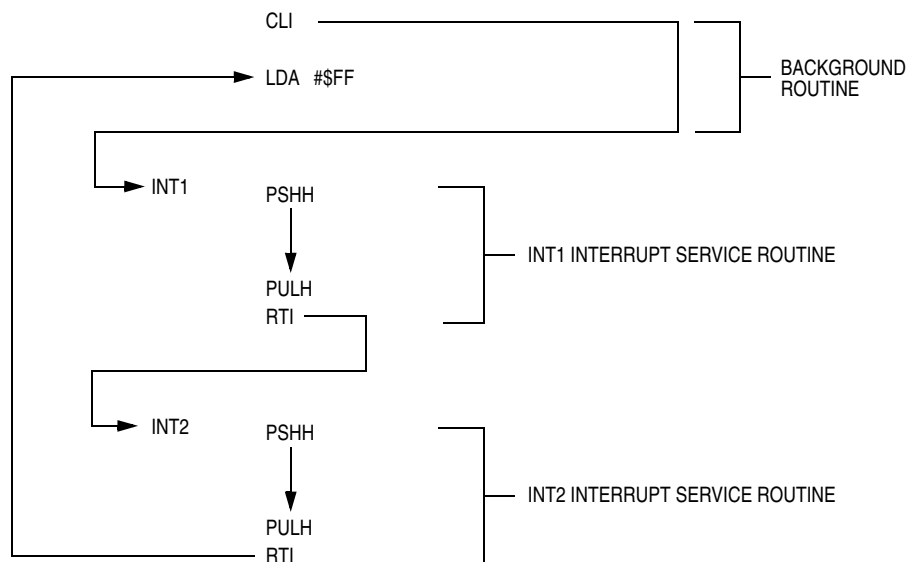 CLI
LDA #$FF
BACKGROUND
ROUTINE
INT1
PSHH
INT1 INTERRUPT SERVICE ROUTINE
PULH
RTI
INT2
PSHH
INT2 INTERRUPT SERVICE ROUTINE
PULH
RTI